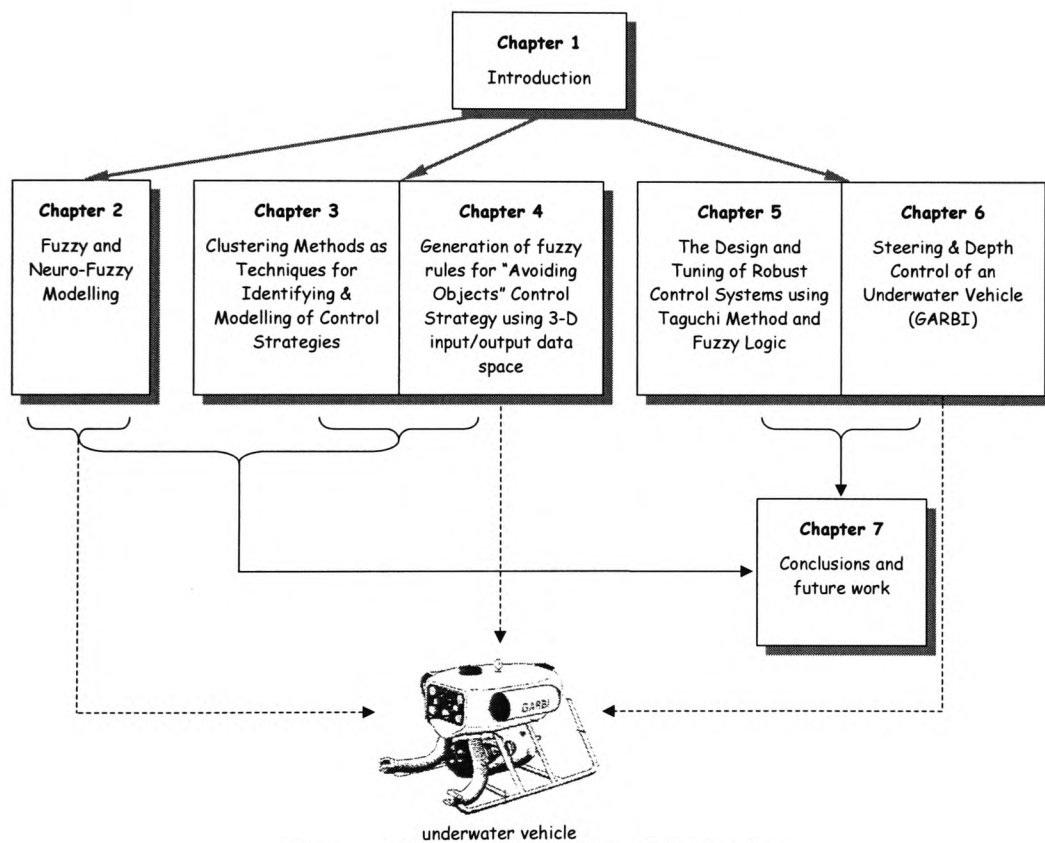 Chapter 1
Introduction
Chapter 2
Fuzzy and
Neuro-Fuzzy
Modelling
Chapter 3
Clustering Methods as
Techniques for
Identifying &
Modelling of Control
Strategies
Chapter 4
Generation of fuzzy
rules for "Avoiding
Objects" Control
Strategy using 3-D
input/output data
space
Chapter 5
The Design and
Tuning of Robust
Control Systems using
Taguchi Method and
Fuzzy Logic
Chapter 6
Steering & Depth
Control of an
Underwater Vehicle
(GARBI)
Chapter 7
Conclusions and
future work
GARBI
underwater vehicle